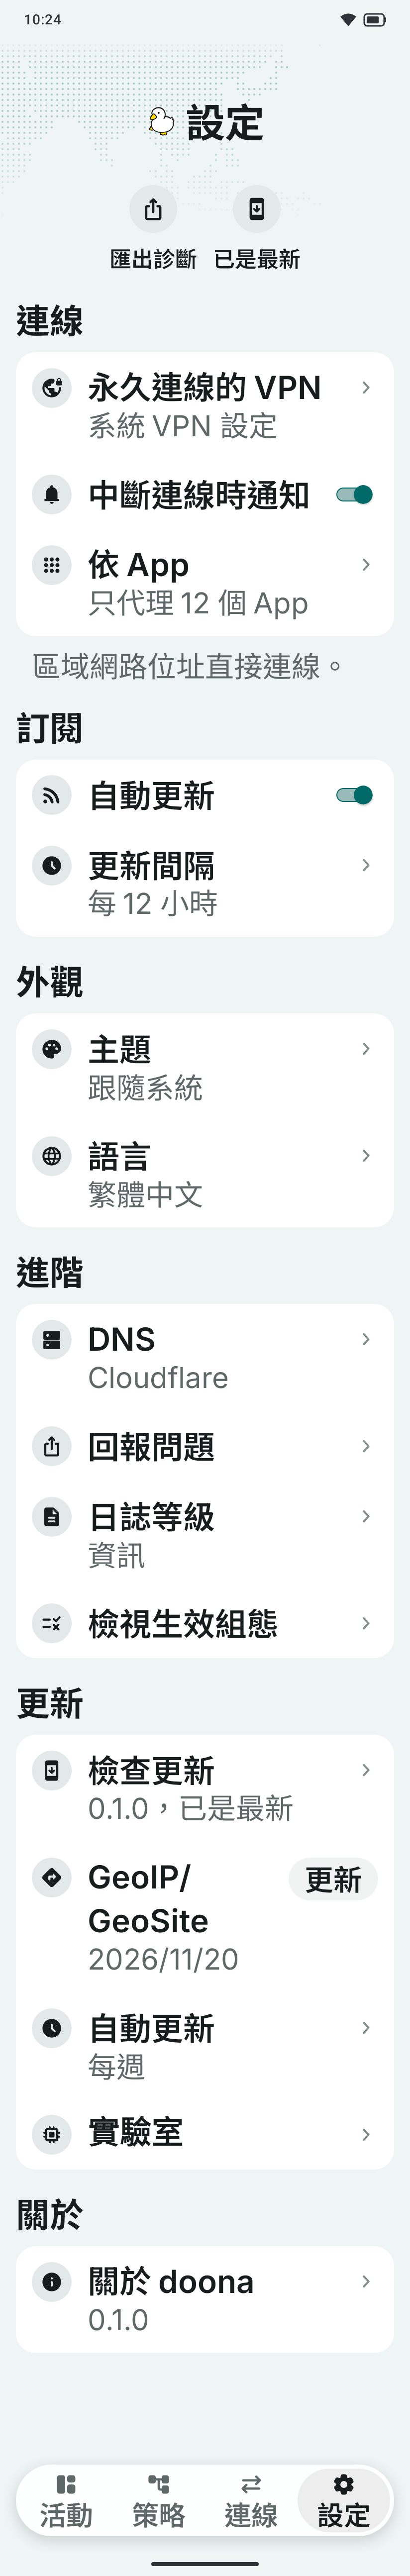 10:24
設定
匯出診斷
已是最新
連線
永久連線的 VPN
系統 VPN 設定
中斷連線時通知
依 App
只代理 12 個 App
區域網路位址直接連線。
訂閱
自動更新
更新間隔
每 12 小時
外觀
主題
跟隨系統
語言
繁體中文
進階
DNS
Cloudflare
回報問題
日誌等級
資訊
檢視生效組態
更新
檢查更新
0.1.0，已是最新
GeoIP/
GeoSite
更新
2026/11/20
自動更新
每週
實驗室
關於
關於 doona
0.1.0
活動
策略
連線
設定